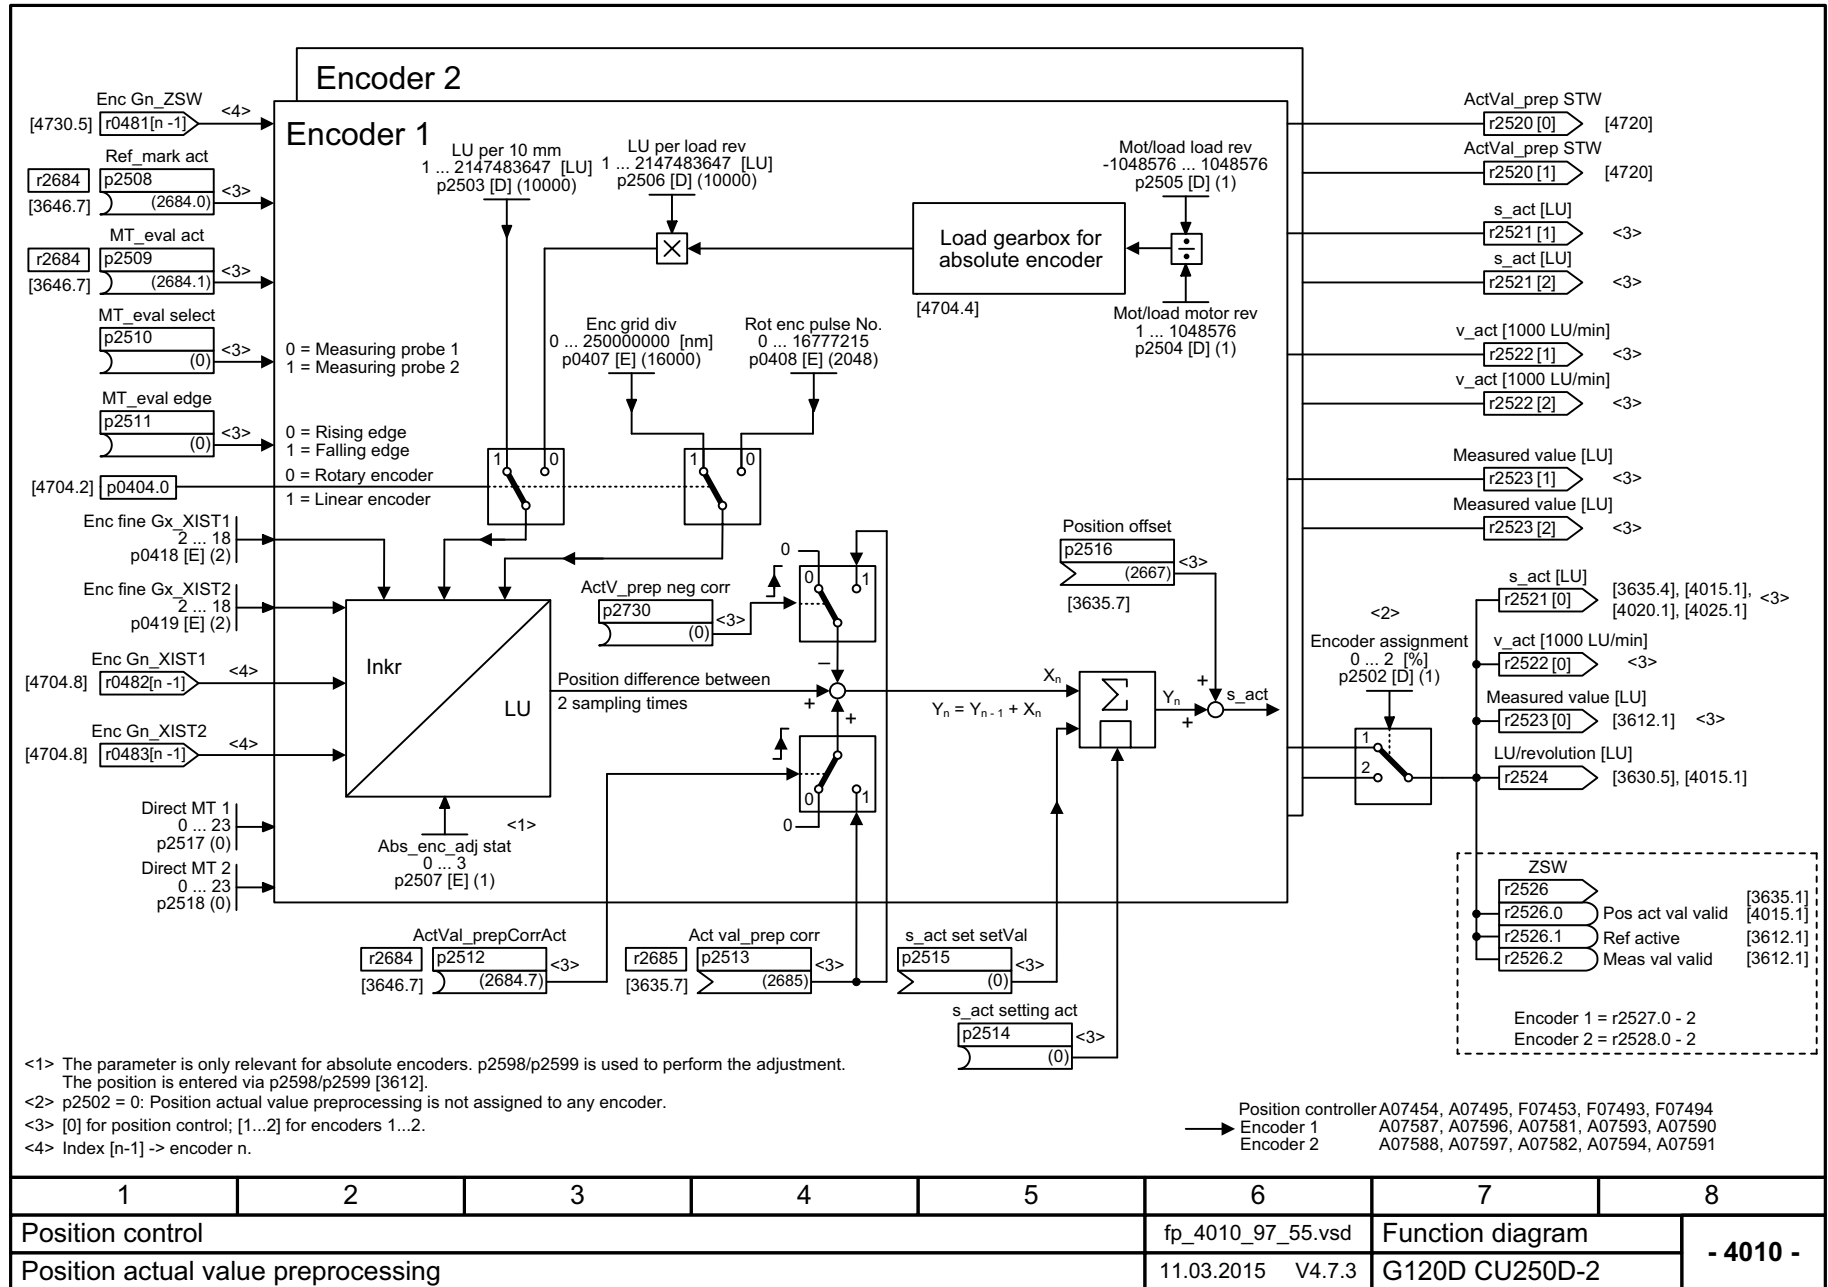 Encoder 2
Encoder 1
Enc Gn_ZSW
<4>
[4730.5]
r0481[n -1]
Ref_mark act
r2684
p2508
<3>
[3646.7]
(2684.0)
MT_eval act
r2684
p2509
<3>
[3646.7]
(2684.1)
MT_eval select
p2510
<3>
(0)
0 = Measuring probe 1
1 = Measuring probe 2
MT_eval edge
p2511
<3>
(0)
0 = Rising edge
1 = Falling edge
0 = Rotary encoder
[4704.2]
p0404.0
1 = Linear encoder
Enc fine Gx_XIST1
2 ... 18
p0418 [E] (2)
Enc fine Gx_XIST2
2 ... 18
p0419 [E] (2)
Enc Gn_XIST1
<4>
[4704.8]
r0482[n -1]
Enc Gn_XIST2
<4>
[4704.8]
r0483[n -1]
Direct MT 1
0 ... 23
p2517 (0)
Direct MT 2
0 ... 23
p2518 (0)
LU per 10 mm
1 ... 2147483647 [LU]
p2503 [D] (10000)
LU per load rev
1 ... 2147483647 [LU]
p2506 [D] (10000)
Load gearbox for
absolute encoder
[4704.4]
Mot/load load rev
-1048576 ... 1048576
p2505 [D] (1)
Mot/load motor rev
1 ... 1048576
p2504 [D] (1)
Enc grid div
0 ... 250000000 [nm]
p0407 [E] (16000)
Rot enc pulse No.
0 ... 16777215
p0408 [E] (2048)
1 0
1 0
Inkr
LU
Abs_enc_adj stat
0 ... 3
p2507 [E] (1)
<1>
ActV_prep neg corr
p2730
<3>
(0)
0
0 1
Position difference between
2 sampling times
−
+
+
0 1
0
Xn
Yn = Yn - 1 + Xn
Σ
Yn
+
+
s_act
Position offset
p2516
<3>
(2667)
[3635.7]
ActVal_prepCorrAct
r2684
p2512
<3>
[3646.7]
(2684.7)
Act val_prep corr
r2685
p2513
<3>
[3635.7]
(2685)
s_act set setVal
p2515
<3>
(0)
s_act setting act
p2514
<3>
(0)
ActVal_prep STW
r2520 [0]
[4720]
ActVal_prep STW
r2520 [1]
[4720]
s_act [LU]
r2521 [1]
<3>
s_act [LU]
r2521 [2]
<3>
v_act [1000 LU/min]
r2522 [1]
<3>
v_act [1000 LU/min]
r2522 [2]
<3>
Measured value [LU]
r2523 [1]
<3>
Measured value [LU]
r2523 [2]
<3>
<2>
Encoder assignment
0 ... 2 [%]
p2502 [D] (1)
1
2
s_act [LU]
r2521 [0]
[3635.4], [4015.1],
[4020.1], [4025.1]
<3>
v_act [1000 LU/min]
r2522 [0]
<3>
Measured value [LU]
r2523 [0]
[3612.1] <3>
LU/revolution [LU]
r2524
[3630.5], [4015.1]
ZSW
r2526
[3635.1]
r2526.0
Pos act val valid
[4015.1]
r2526.1
Ref active
[3612.1]
r2526.2
Meas val valid
[3612.1]
Encoder 1 = r2527.0 - 2
Encoder 2 = r2528.0 - 2
<1> The parameter is only relevant for absolute encoders. p2598/p2599 is used to perform the adjustment.
The position is entered via p2598/p2599 [3612].
<2> p2502 = 0: Position actual value preprocessing is not assigned to any encoder.
<3> [0] for position control; [1...2] for encoders 1...2.
<4> Index [n-1] -> encoder n.
Position controller A07454, A07495, F07453, F07493, F07494
Encoder 1 A07587, A07596, A07581, A07593, A07590
Encoder 2 A07588, A07597, A07582, A07594, A07591
1 2 3 4 5 6 7 8
Position control
fp_4010_97_55.vsd
Function diagram
- 4010 -
Position actual value preprocessing
11.03.2015 V4.7.3
G120D CU250D-2